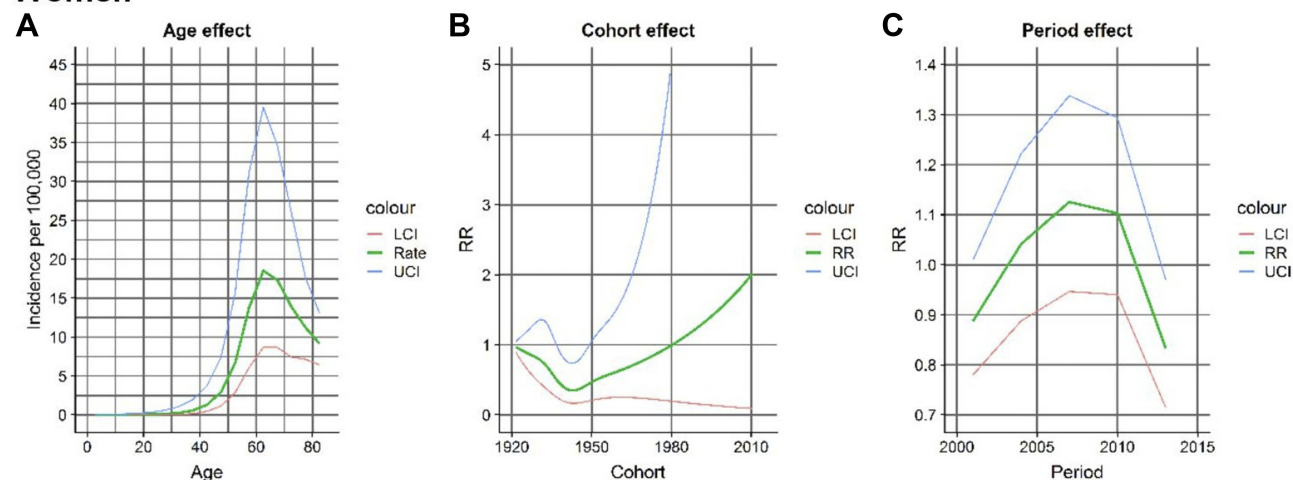 Women
A
Age effect
Incidence per 100,000
45
40
35
30
25
20
15
10
5
0
0 20 40 60 80
Age
colour
LCI
Rate
UCI
B
Cohort effect
RR
5
4
3
2
1
0
1920 1950 1980 2010
Cohort
colour
LCI
RR
UCI
C
Period effect
RR
1.4
1.3
1.2
1.1
1.0
0.9
0.8
0.7
2000 2005 2010 2015
Period
colour
LCI
RR
UCI